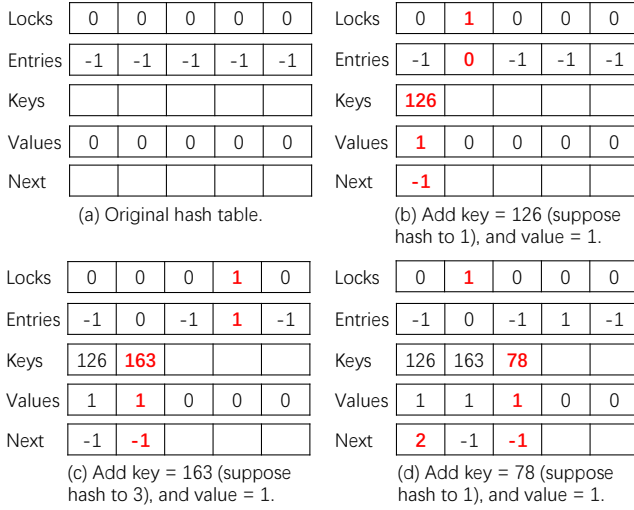 Locks 0 0 0 0 0
Entries -1 -1 -1 -1 -1
Keys
Values 0 0 0 0 0
Next
(a) Original hash table.
Locks 0 1 0 0 0
Entries -1 0 -1 -1 -1
Keys 126
Values 1 0 0 0 0
Next -1
(b) Add key = 126 (suppose
hash to 1), and value = 1.
Locks 0 0 0 1 0
Entries -1 0 -1 1 -1
Keys 126 163
Values 1 1 0 0 0
Next -1 -1
(c) Add key = 163 (suppose
hash to 3), and value = 1.
Locks 0 1 0 0 0
Entries -1 0 -1 1 -1
Keys 126 163 78
Values 1 1 1 0 0
Next 2 -1 -1
(d) Add key = 78 (suppose
hash to 1), and value = 1.